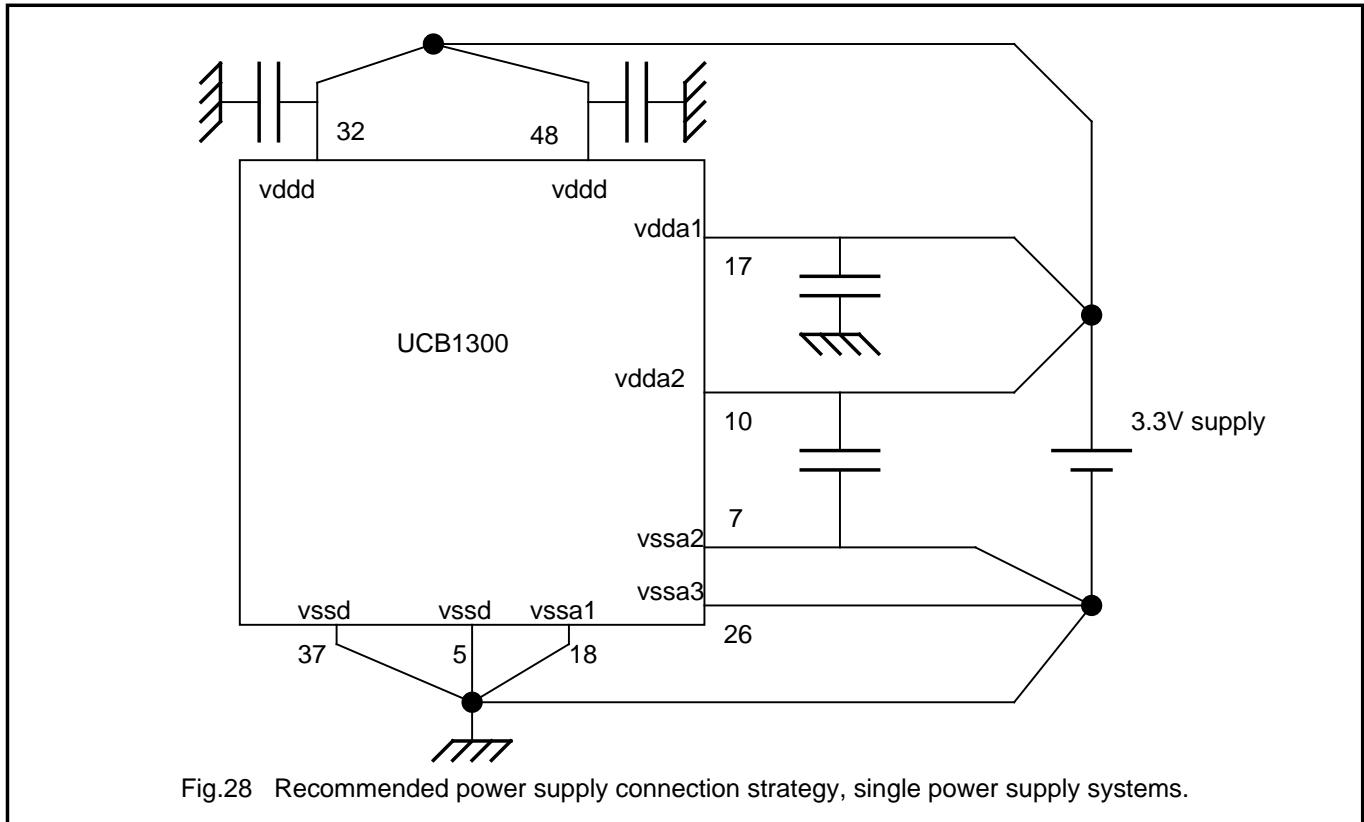 32
48
vddd
vddd
vdda1
17
UCB1300
vdda2
10
3.3V supply
7
vssa2
vssa3
26
vssd
vssd
vssa1
37
5
18
Fig.28 Recommended power supply connection strategy, single power supply systems.